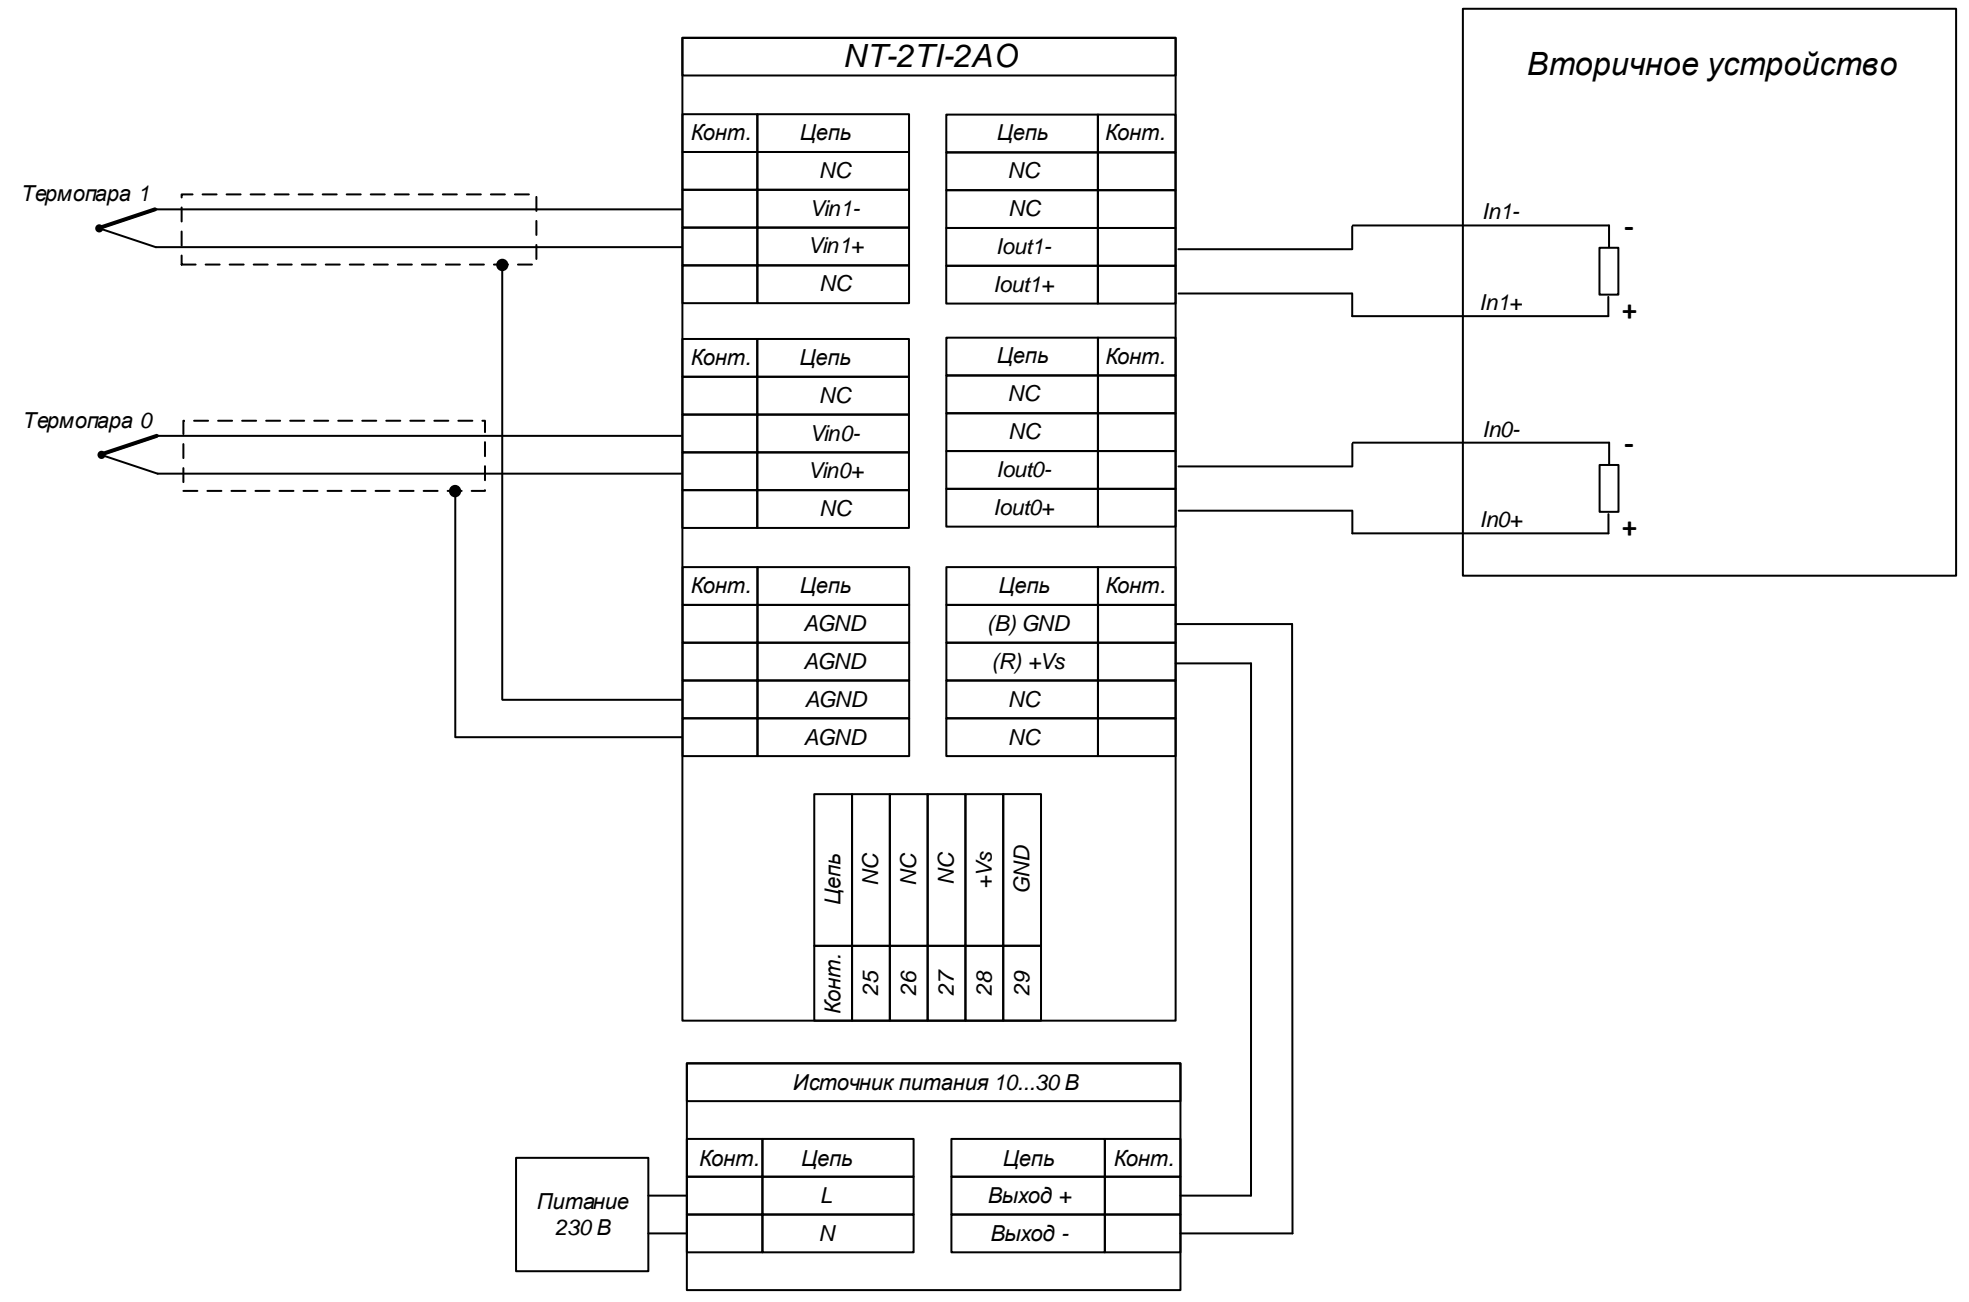 NT-2TI-2AO
Вторичное устройство
Конт. Цепь
NC
Vin1-
Vin1+
NC
Цепь Конт.
NC
NC
Iout1-
Iout1+
Термопара 1
In1-
-
In1+
+
Конт. Цепь
NC
Vin0-
Vin0+
NC
Цепь Конт.
NC
NC
Iout0-
Iout0+
Термопара 0
In0-
-
In0+
+
Конт. Цепь
AGND
AGND
AGND
AGND
Цепь Конт.
(B) GND
(R) +Vs
NC
NC
Цепь NC NC NC +Vs GND
Конт. 25 26 27 28 29
Источник питания 10...30 В
Конт. Цепь
L
N
Цепь Конт.
Выход +
Выход -
Питание
230 В